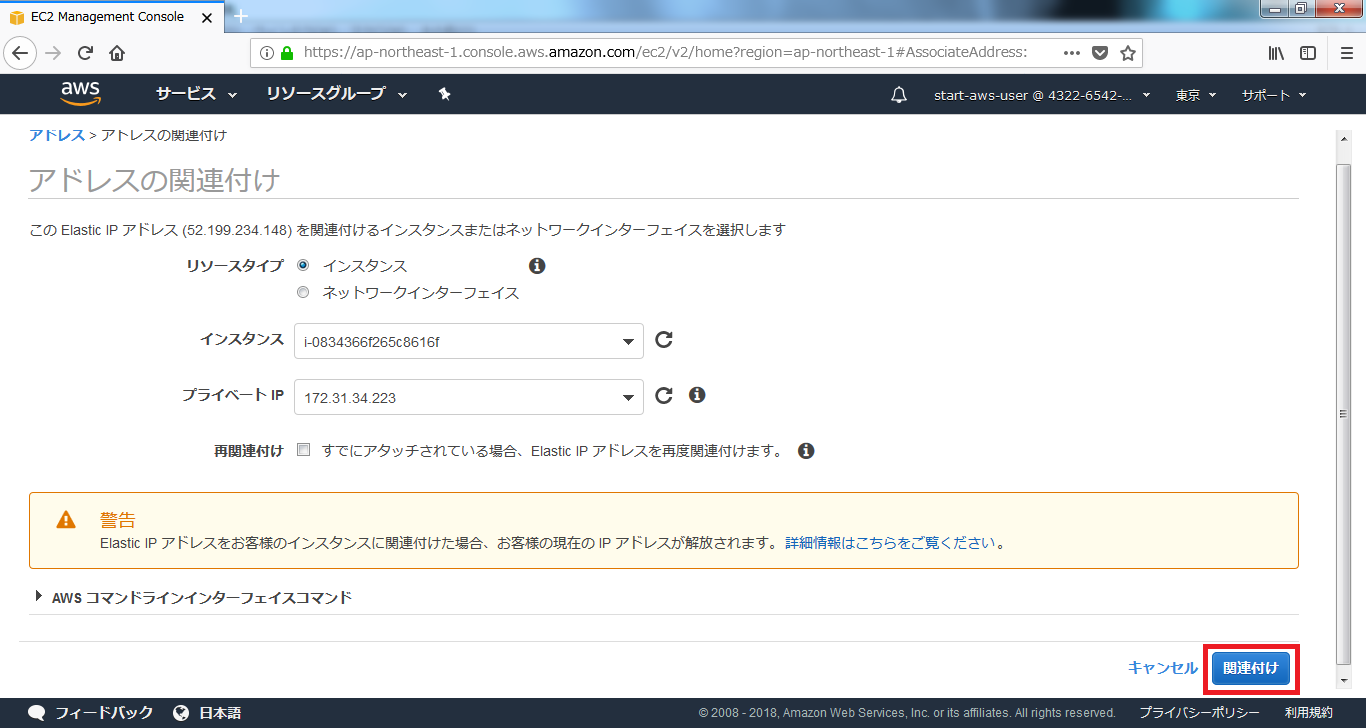 EC2 Management Console
https://ap-northeast-1.console.aws.amazon.com/ec2/v2/home?region=ap-northeast-1#AssociateAddress:
aws サービス リソースグループ start-aws-user @ 4322-6542-... 東京 サポート
アドレス > アドレスの関連付け
アドレスの関連付け
この Elastic IP アドレス (52.199.234.148) を関連付けるインスタンスまたはネットワークインターフェイスを選択します
リソースタイプ インスタンス
ネットワークインターフェイス
インスタンス i-0834366f265c8616f
プライベート IP 172.31.34.223
再関連付け すでにアタッチされている場合、Elastic IP アドレスを再度関連付けます。
警告
Elastic IP アドレスをお客様のインスタンスに関連付けた場合、お客様の現在の IP アドレスが解放されます。詳細情報はこちらをご覧ください。
AWS コマンドラインインターフェイスコマンド
キャンセル 関連付け
フィードバック 日本語 © 2008 - 2018, Amazon Web Services, Inc. or its affiliates. All rights reserved. プライバシーポリシー 利用規約